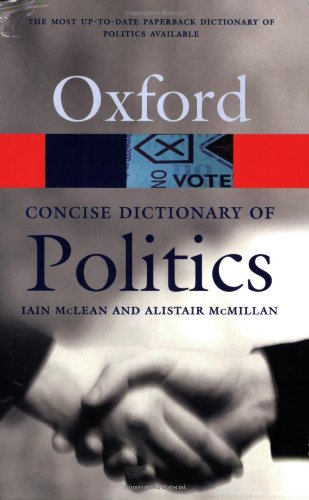 THE MOST UP-TO-DATE PAPERBACK DICTIONARY OF
POLITICS AVAILABLE
Oxford
NO
VOTE
CONCISE DICTIONARY OF
Politics
IAIN McLEAN AND ALISTAIR McMILLAN